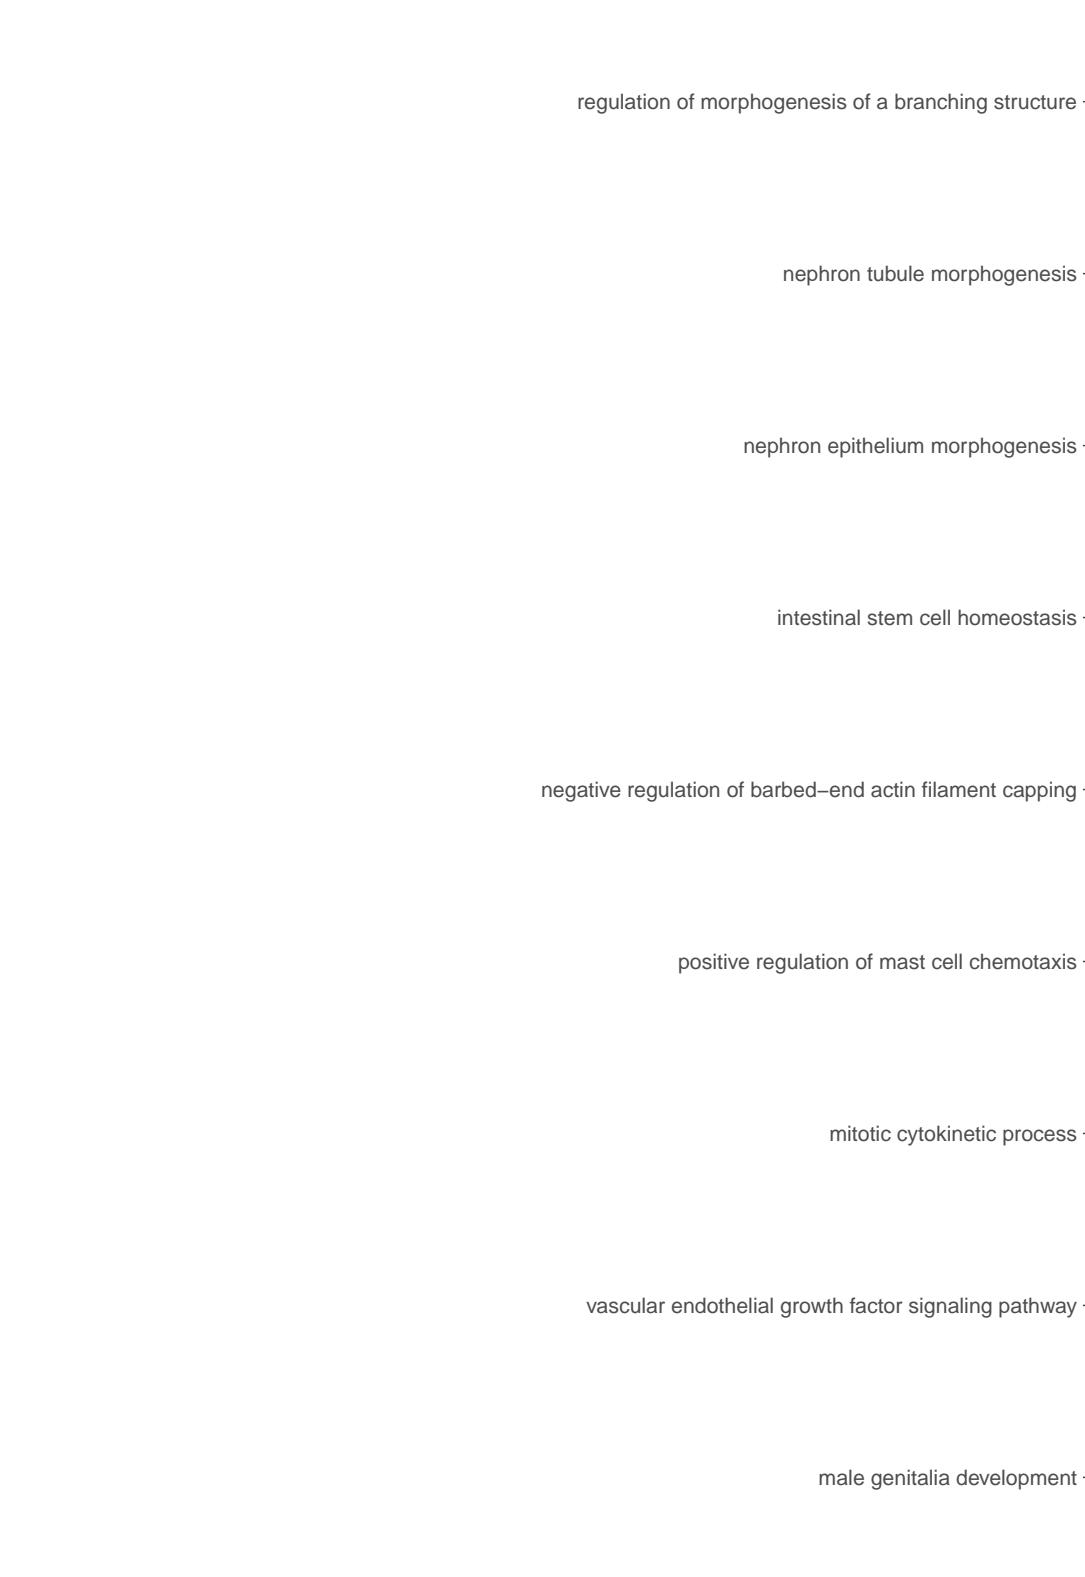 regulation of morphogenesis of a branching structure
nephron tubule morphogenesis
nephron epithelium morphogenesis
intestinal stem cell homeostasis
negative regulation of barbed−end actin filament capping
positive regulation of mast cell chemotaxis
mitotic cytokinetic process
vascular endothelial growth factor signaling pathway
male genitalia development